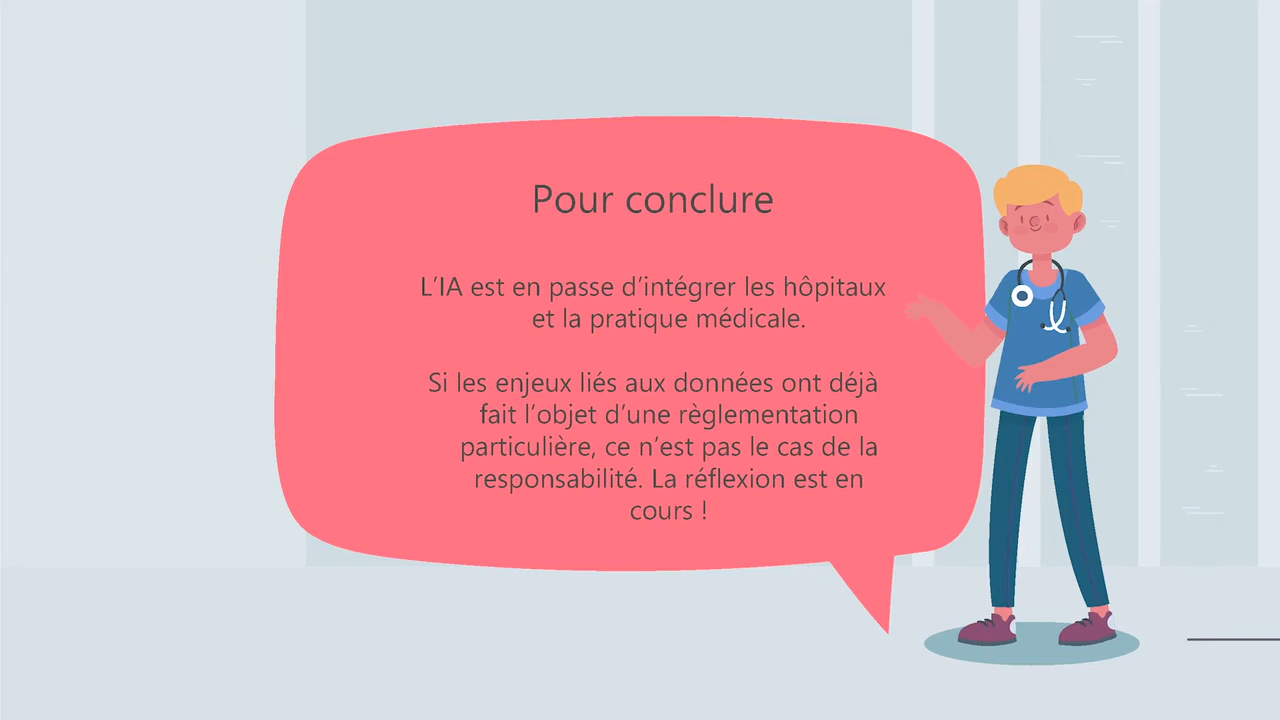 Pour conclure
L’IA est en passe d’intégrer les hôpitaux
et la pratique médicale.
Si les enjeux liés aux données ont déjà
fait l’objet d’une règlementation
particulière, ce n’est pas le cas de la
responsabilité. La réflexion est en
cours !